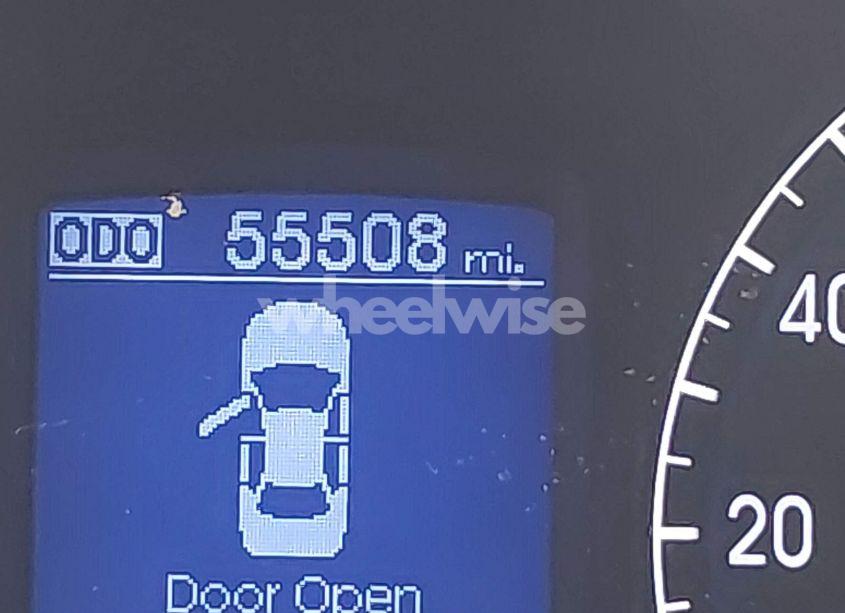 ODO 55508 mi.
wheelwise
40
20
Door Open